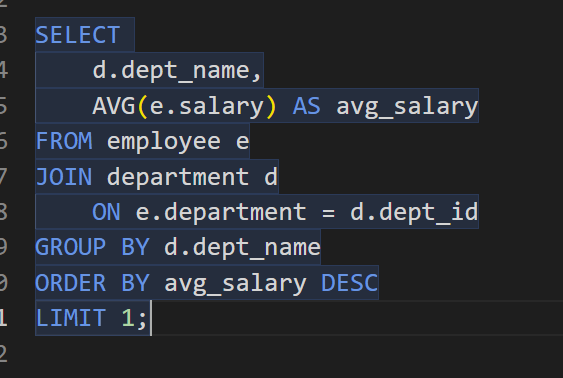 SELECT
    d.dept_name,
    AVG(e.salary) AS avg_salary
FROM employee e
JOIN department d
    ON e.department = d.dept_id
GROUP BY d.dept_name
ORDER BY avg_salary DESC
LIMIT 1;